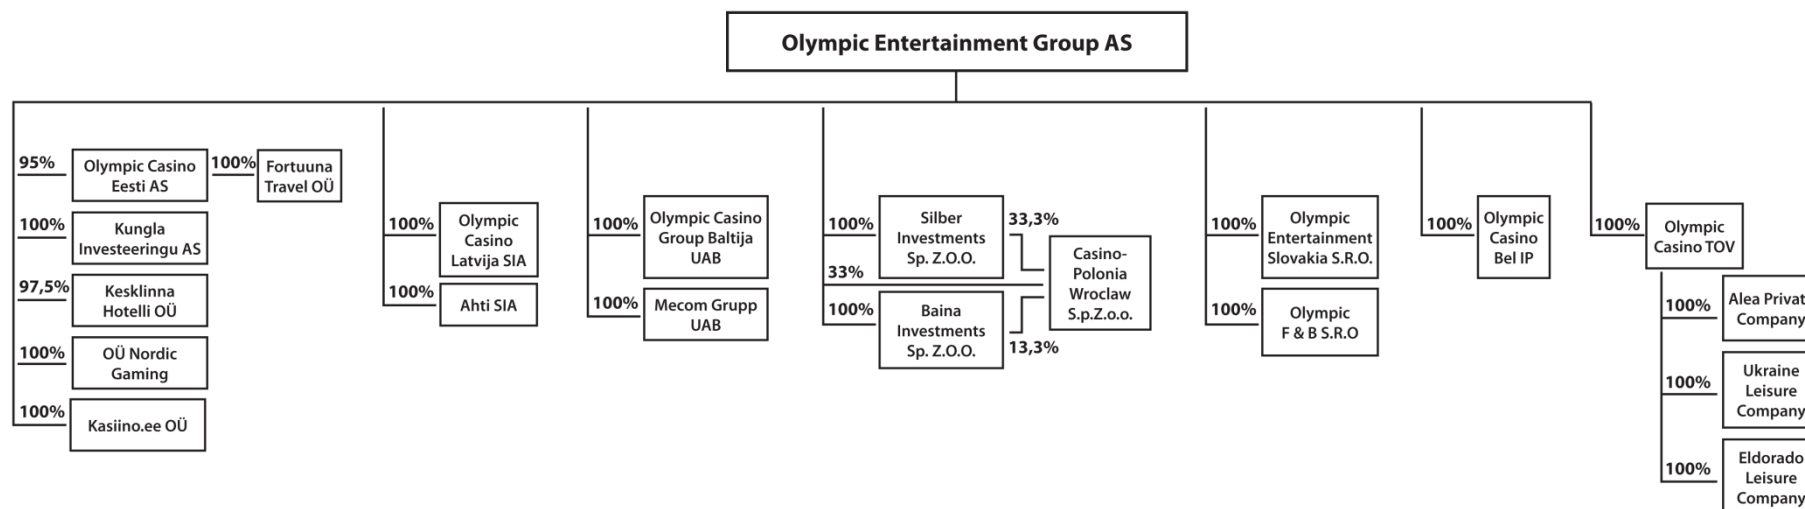 Olympic Entertainment Group AS
95%
Olympic Casino
Eesti AS
100%
Fortuuna
Travel OÜ
100%
Kungla
Investeeringu AS
97,5%
Kesklinna
Hotelli OÜ
100%
OÜ Nordic
Gaming
100%
Kasiino.ee OÜ
100%
Olympic
Casino
Latvija SIA
100%
Ahti SIA
100%
Olympic Casino
Group Baltija
UAB
100%
Mecom Grupp
UAB
100%
Silber
Investments
Sp. Z.O.O.
33,3%
33%
Casino-
Polonia
Wroclaw
S.p.Z.o.o.
100%
Baina
Investments
Sp. Z.O.O.
13,3%
100%
Olympic
Entertainment
Slovakia S.R.O.
100%
Olympic
F & B S.R.O
100%
Olympic
Casino
Bel IP
100%
Olympic
Casino TOV
100%
Alea Privat
Company
100%
Ukraine
Leisure
Company
100%
Eldorado
Leisure
Company